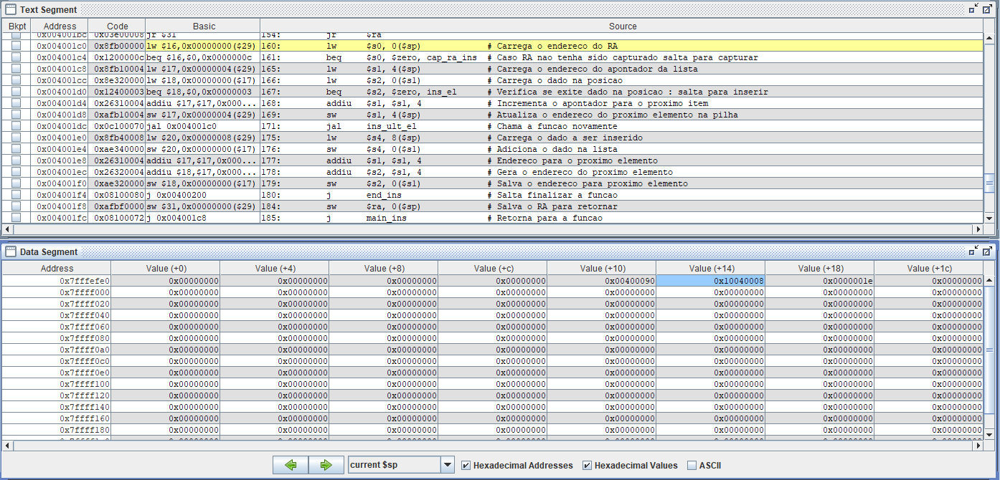 Text Segment
Bkpt Address Code Basic Source
0x004001bc 0x03e00008 jr $31 154: jr $ra
0x004001c0 0x8fb00000 lw $16,0x00000000($29) 160: lw $s0, 0($sp) # Carrega o endereco do RA
0x004001c4 0x1200000c beq $16,$0,0x0000000c 161: beq $s0, $zero, cap_ra_ins # Caso RA nao tenha sido capturado salta para capturar
0x004001c8 0x8fb10004 lw $17,0x00000004($29) 165: lw $s1, 4($sp) # Carrega o endereco do apontador da lista
0x004001cc 0x8e320000 lw $18,0x00000000($17) 166: lw $s2, 0($s1) # Carrega o dado na posicao
0x004001d0 0x12400003 beq $18,$0,0x00000003 167: beq $s2, $zero, ins_el # Verifica se exite dado na posicao : salta para inserir
0x004001d4 0x26310004 addiu $17,$17,0x000... 168: addiu $s1, $s1, 4 # Incrementa o apontador para o proximo item
0x004001d8 0xafb10004 sw $17,0x00000004($29) 169: sw $s1, 4($sp) # Atualiza o endereco do proximo elemento na pilha
0x004001dc 0x0c100070 jal 0x004001c0 171: jal ins_ult_el # Chama a funcao novamente
0x004001e0 0x8fb40008 lw $20,0x00000008($29) 175: lw $s4, 8($sp) # Carrega o dado a ser inserido
0x004001e4 0xae340000 sw $20,0x00000000($17) 176: sw $s4, 0($s1) # Adiciona o dado na lista
0x004001e8 0x26310004 addiu $17,$17,0x000... 177: addiu $s1, $s1, 4 # Endereco para o proximo elemento
0x004001ec 0x26320004 addiu $18,$17,0x000... 178: addiu $s2, $s1, 4 # Gera o endereco do proximo elemento
0x004001f0 0xae320000 sw $18,0x00000000($17) 179: sw $s2, 0($s1) # Salva o endereco para proximo elemento
0x004001f4 0x08100080 j 0x00400200 180: j end_ins # Salta finalizar a funcao
0x004001f8 0xafbf0000 sw $31,0x00000000($29) 184: sw $ra, 0($sp) # Salva o RA para retornar
0x004001fc 0x08100072 j 0x004001c8 185: j main_ins # Retorna para a funcao
Data Segment
Address Value (+0) Value (+4) Value (+8) Value (+c) Value (+10) Value (+14) Value (+18) Value (+1c)
0x7fffefe0 0x00000000 0x00000000 0x00000000 0x00000000 0x00400090 0x10040008 0x0000001e 0x00000000
0x7ffff000 0x00000000 0x00000000 0x00000000 0x00000000 0x00000000 0x00000000 0x00000000 0x00000000
0x7ffff020 0x00000000 0x00000000 0x00000000 0x00000000 0x00000000 0x00000000 0x00000000 0x00000000
0x7ffff040 0x00000000 0x00000000 0x00000000 0x00000000 0x00000000 0x00000000 0x00000000 0x00000000
0x7ffff060 0x00000000 0x00000000 0x00000000 0x00000000 0x00000000 0x00000000 0x00000000 0x00000000
0x7ffff080 0x00000000 0x00000000 0x00000000 0x00000000 0x00000000 0x00000000 0x00000000 0x00000000
0x7ffff0a0 0x00000000 0x00000000 0x00000000 0x00000000 0x00000000 0x00000000 0x00000000 0x00000000
0x7ffff0c0 0x00000000 0x00000000 0x00000000 0x00000000 0x00000000 0x00000000 0x00000000 0x00000000
0x7ffff0e0 0x00000000 0x00000000 0x00000000 0x00000000 0x00000000 0x00000000 0x00000000 0x00000000
0x7ffff100 0x00000000 0x00000000 0x00000000 0x00000000 0x00000000 0x00000000 0x00000000 0x00000000
0x7ffff120 0x00000000 0x00000000 0x00000000 0x00000000 0x00000000 0x00000000 0x00000000 0x00000000
0x7ffff140 0x00000000 0x00000000 0x00000000 0x00000000 0x00000000 0x00000000 0x00000000 0x00000000
0x7ffff160 0x00000000 0x00000000 0x00000000 0x00000000 0x00000000 0x00000000 0x00000000 0x00000000
0x7ffff180 0x00000000 0x00000000 0x00000000 0x00000000 0x00000000 0x00000000 0x00000000 0x00000000
current $sp Hexadecimal Addresses Hexadecimal Values ASCII